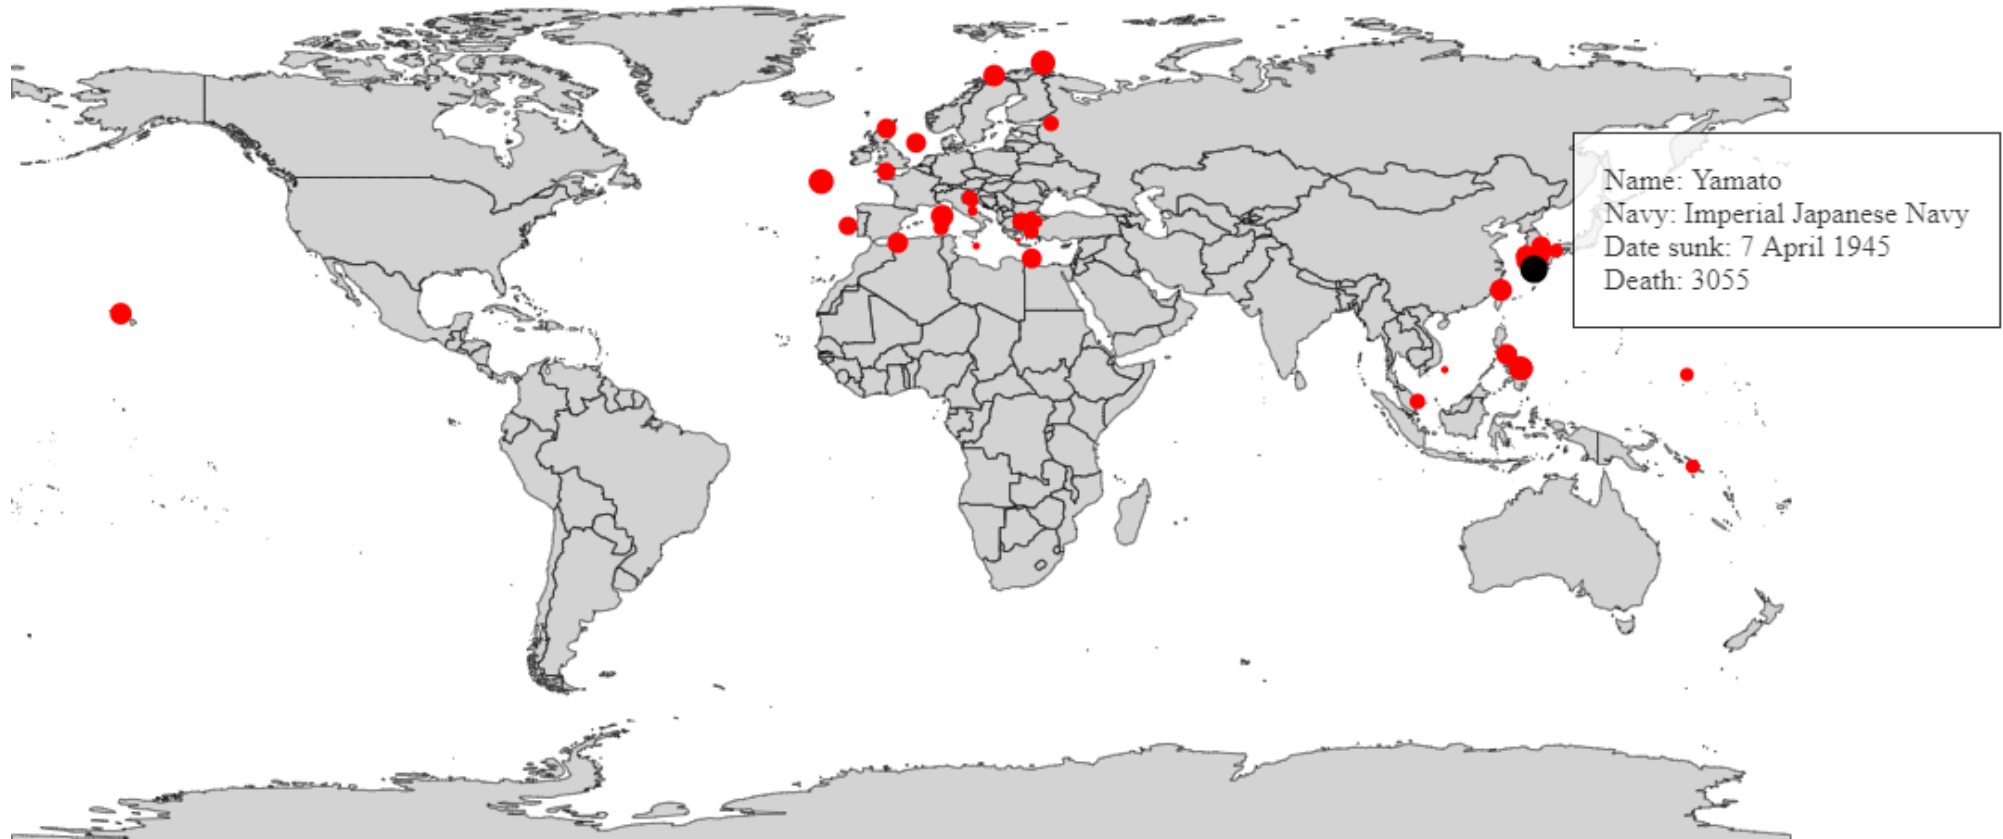 Name: Yamato
Navy: Imperial Japanese Navy
Date sunk: 7 April 1945
Death: 3055